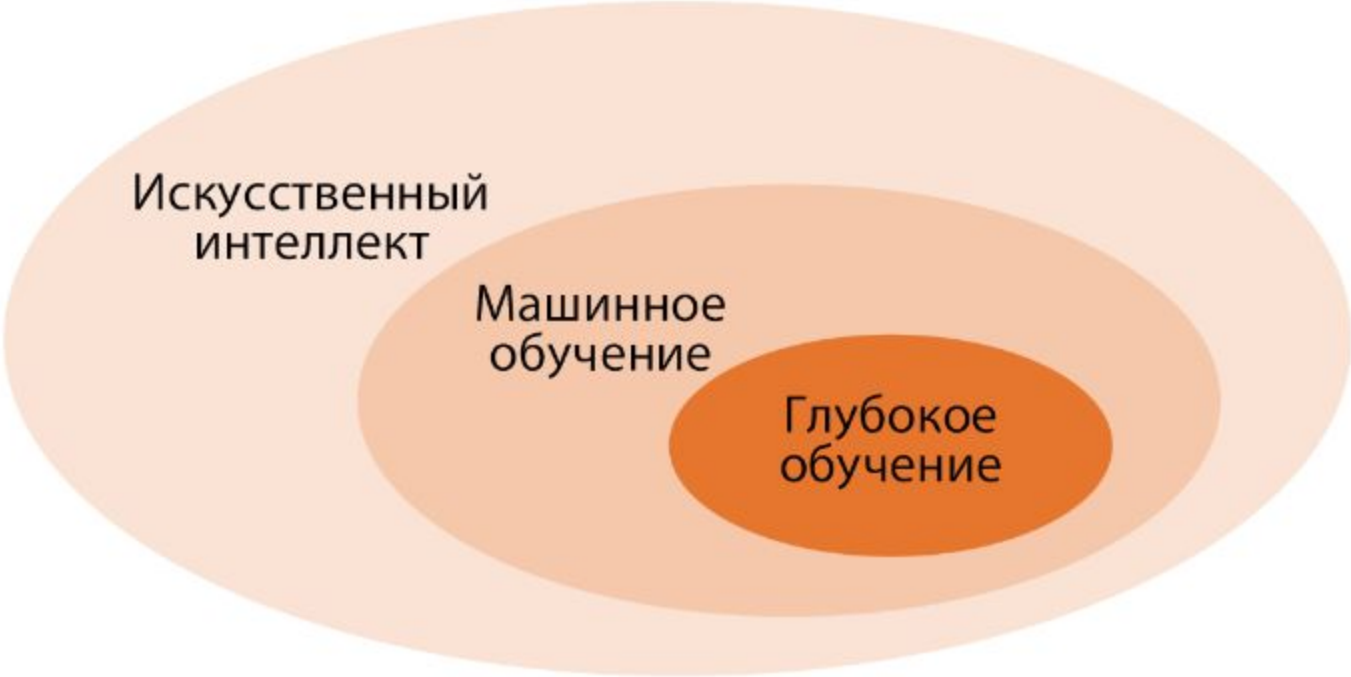 Искусственный
интеллект
Машинное
обучение
Глубокое
обучение